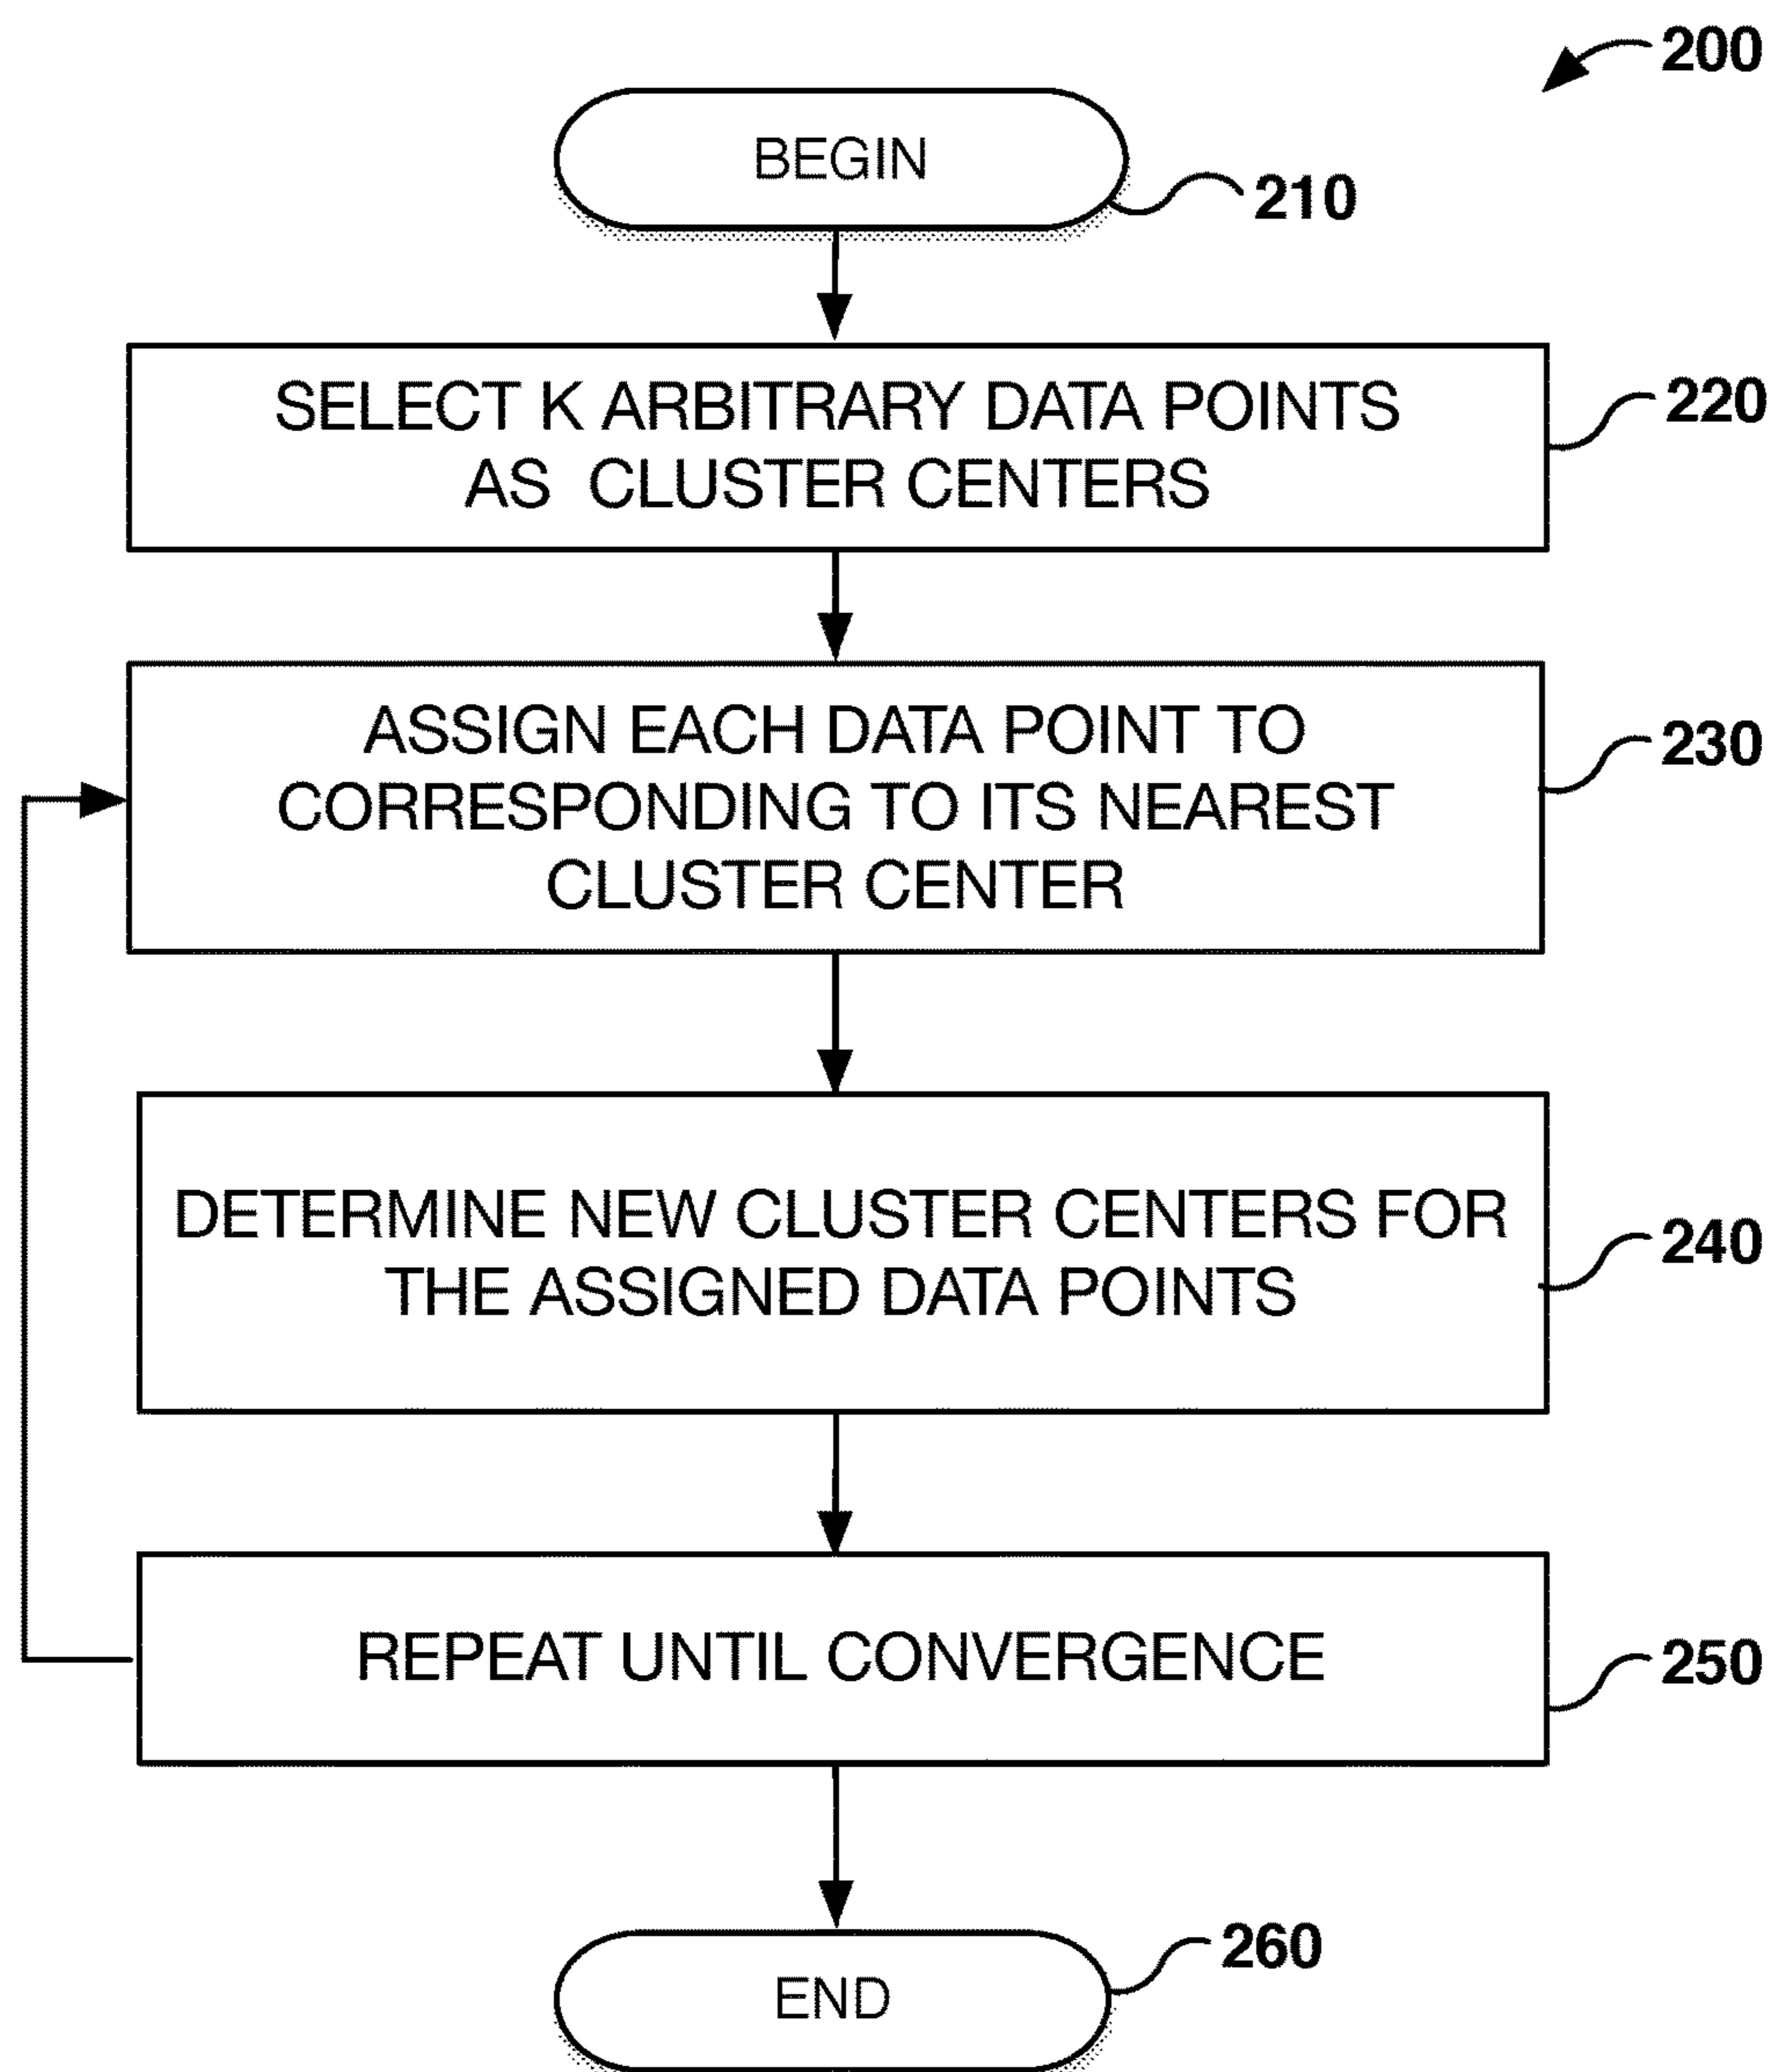 200
BEGIN
210
SELECT K ARBITRARY DATA POINTS
AS CLUSTER CENTERS
220
ASSIGN EACH DATA POINT TO
CORRESPONDING TO ITS NEAREST
CLUSTER CENTER
230
DETERMINE NEW CLUSTER CENTERS FOR
THE ASSIGNED DATA POINTS
240
REPEAT UNTIL CONVERGENCE
250
END
260